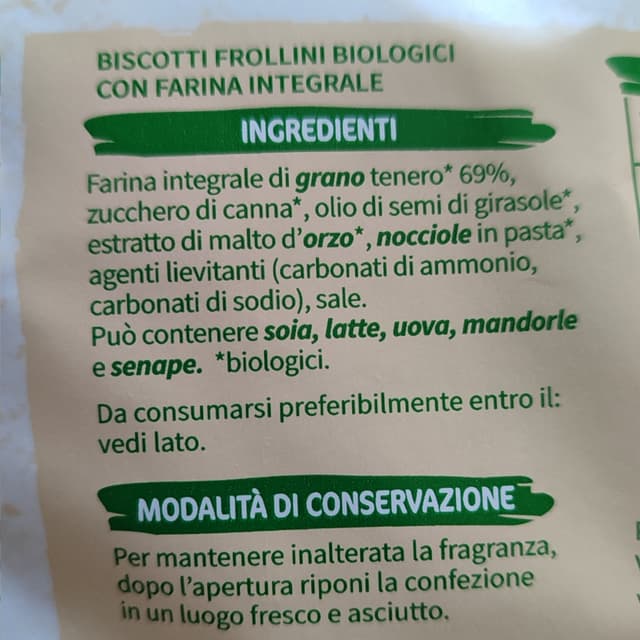 BISCOTTI FROLLINI BIOLOGICI
CON FARINA INTEGRALE
INGREDIENTI
Farina integrale di grano tenero* 69%,
zucchero di canna*, olio di semi di girasole*,
estratto di malto d'orzo*, nocciole in pasta*,
agenti lievitanti (carbonati di ammonio,
carbonati di sodio), sale.
Può contenere soia, latte, uova, mandorle
e senape. *biologici.
Da consumarsi preferibilmente entro il:
vedi lato.
MODALITÀ DI CONSERVAZIONE
Per mantenere inalterata la fragranza,
dopo l'apertura riponi la confezione
in un luogo fresco e asciutto.